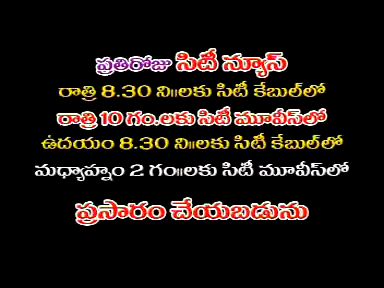 ప్రతిరోజు సిటీ న్యూస్
రాత్రి 8.30 ని॥లకు సిటీ కేబుల్‌లో
రాత్రి 10 గం.లకు సిటీ మూవీస్‌లో
ఉదయం 8.30 ని॥లకు సిటీ కేబుల్‌లో
మధ్యాహ్నం 2 గం॥లకు సిటీ మూవీస్‌లో
ప్రసారం చేయబడును